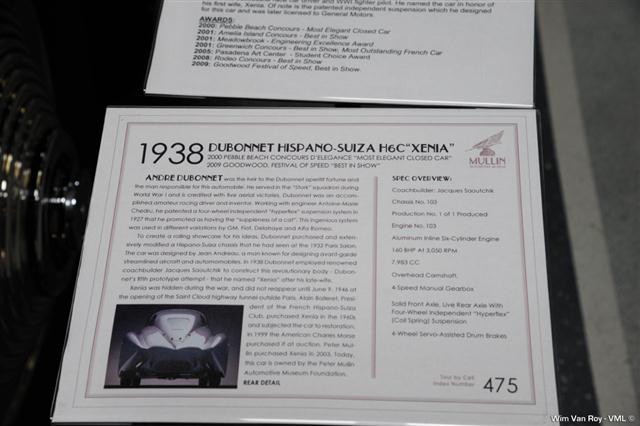 his first wife, Xenia. Of note is the patented independent suspension which he designed
for this car and was later licensed to General Motors.
AWARDS:
2000: Pebble Beach Concours - Most Elegant Closed Car
2001: Amelia Island Concours - Best in Show
2001: Meadowbrook - Engineering Excellence Award
2001: Greenwich Concours - Best in Show, Most Outstanding French Car
2005: Pasadena Art Center - Student Choice Award
2008: Rodeo Concours - Best in Show
2009: Goodwood Festival of Speed, Best in Show
1938 DUBONNET HISPANO-SUIZA H6C "XENIA"
2000 PEBBLE BEACH CONCOURS D'ELEGANCE "MOST ELEGANT CLOSED CAR"
2009 GOODWOOD, FESTIVAL OF SPEED "BEST IN SHOW"
MULLIN
ANDRE DUBONNET was the heir to the Dubonnet aperitif fortune and
the man responsible for this automobile. He served in the "Stork" squadron during
World War I and is credited with five aerial victories. Dubonnet was an accom-
plished amateur racing driver and inventor. Working with engineer Antoine-Marie
Chedru, he patented a four-wheel independent "hyperflex" suspension system in
1927 that he promoted as having the "suppleness of a cat". This ingenious system
was used in different variations by GM, Fiat, Delahaye and Alfa Romeo.
To create a rolling showcase for his ideas, Dubonnet purchased and exten-
sively modified a Hispano-Suiza chassis that he had seen at the 1932 Paris Salon.
The car was designed by Jean Andreau, a man known for designing avant-garde
streamlined aircraft and automobiles. In 1938 Dubonnet employed renowned
coachbuilder Jacques Saoutchik to construct this revolutionary body - Dubon-
net's fifth prototype attempt - that he named "Xenia" after his late-wife.
Xenia was hidden during the war, and did not reappear until June 9, 1946 at
the opening of the Saint Cloud highway tunnel outside Paris. Alain Balleret, Presi-
dent of the French Hispano-Suiza
Club, purchased Xenia in the 1960s
and subjected the car to restoration.
In 1999 the American Charles Morse
purchased it at auction. Peter Mul-
lin purchased Xenia in 2003. Today,
this car is owned by the Peter Mullin
Automotive Museum Foundation.
REAR DETAIL
SPEC OVERVIEW:
Coachbuilder: Jacques Saoutchik
Chassis No. 103
Production No. 1 of 1 Produced
Engine No. 103
Aluminum Inline Six-Cylinder Engine
160 BHP At 3,050 RPM
7,983 CC
Overhead Camshaft,
4-Speed Manual Gearbox
Solid Front Axle, Live Rear Axle With
Four-Wheel Independent "Hyperflex"
(Coil Spring) Suspension
4-Wheel Servo-Assisted Drum Brakes
Tour by Cell
Index Number 475
Wim Van Roy - VML ©